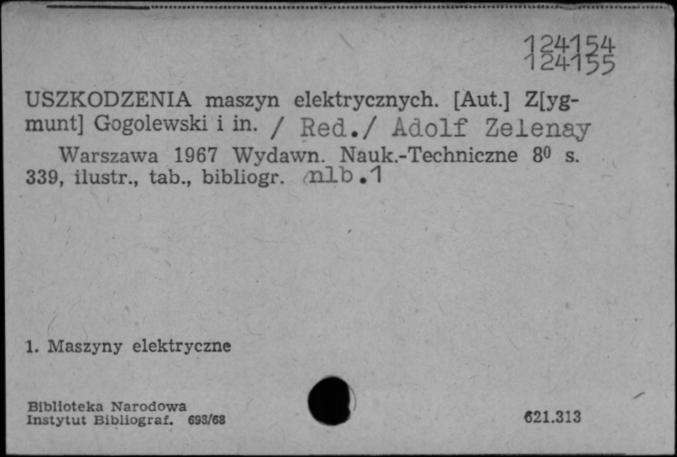 124154
124155
USZKODZENIA maszyn elektrycznych. [Aut.] Z[yg-
munt] Gogolewski i in. / Red./ Adolf Zelenay
Warszawa 1967 Wydawn. Nauk.-Techniczne 8⁰ s.
339, ilustr., tab., bibliogr. nlb.1
1. Maszyny elektryczne
Biblioteka Narodowa
Instytut Bibliograf. 693/68
621.313